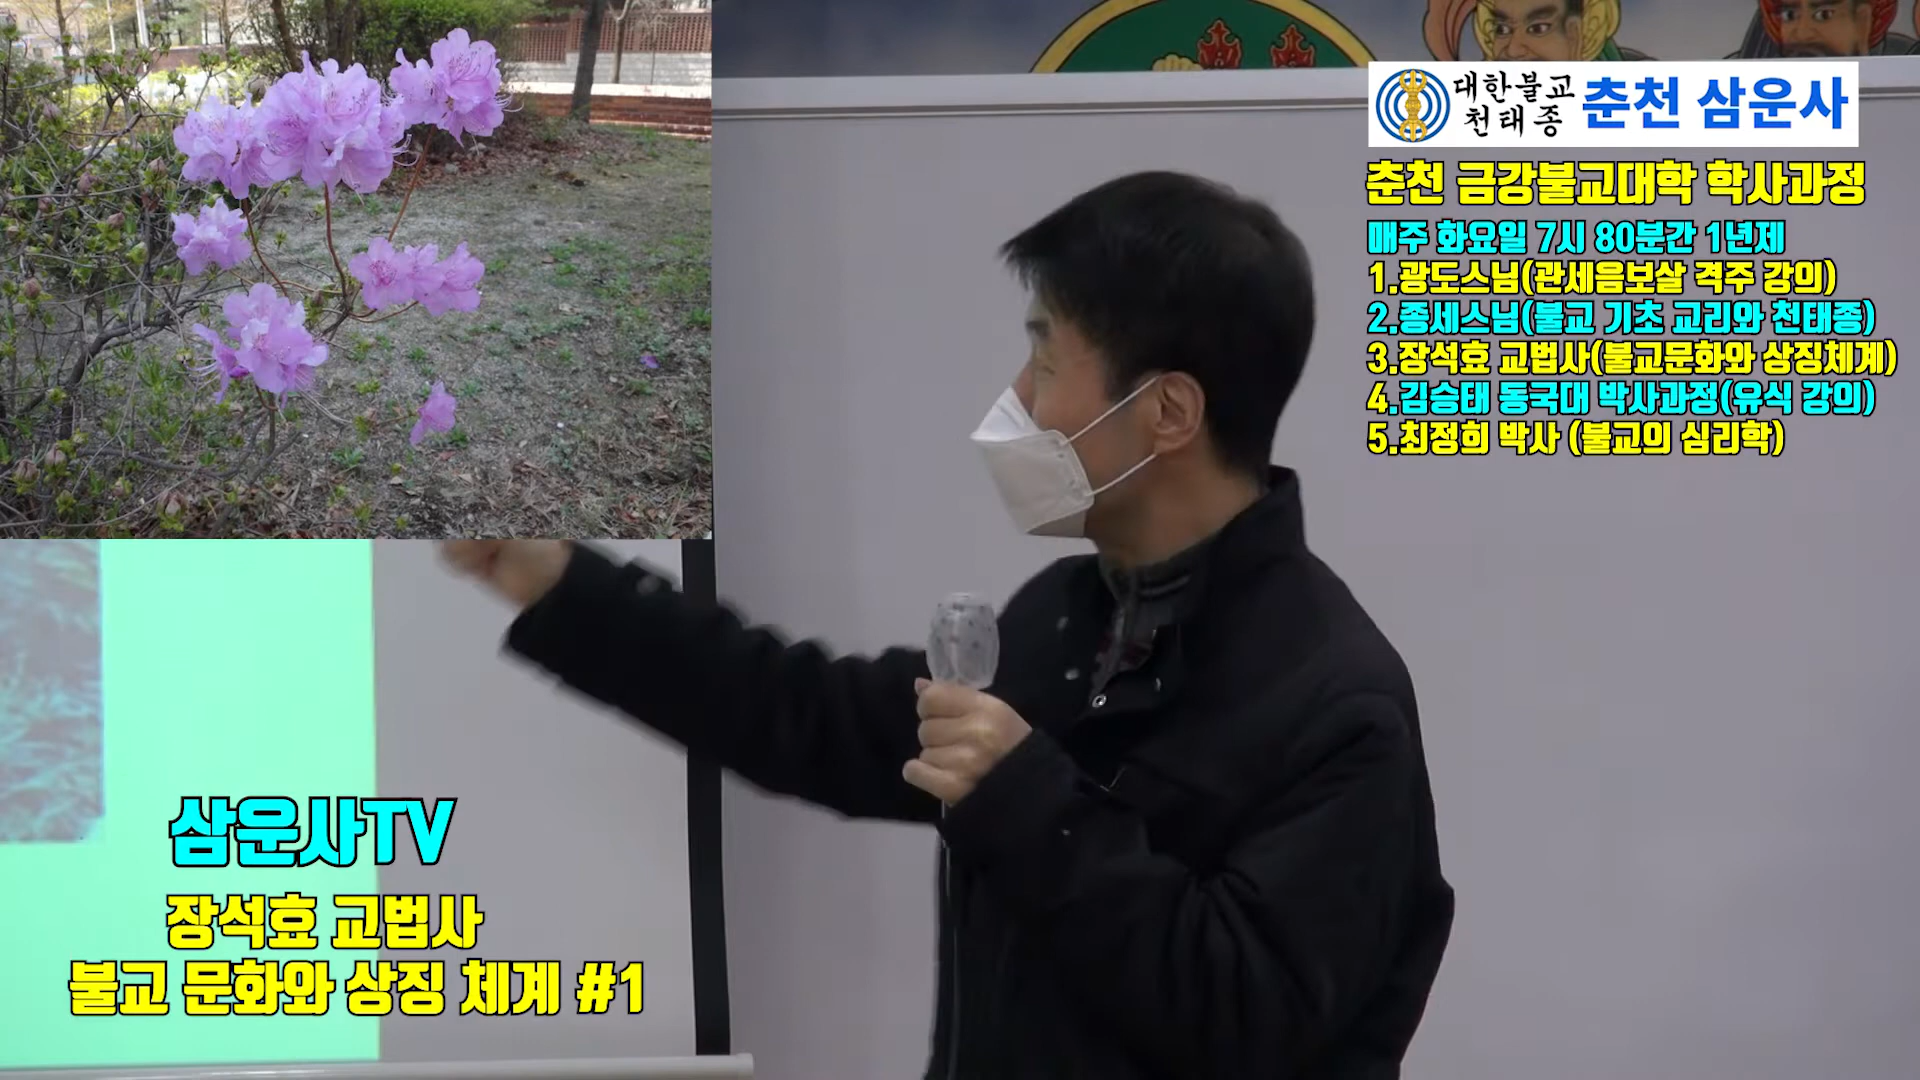 대한불교
천태종
춘천 삼운사
춘천 금강불교대학 학사과정
매주 화요일 7시 80분간 1년제
1.광도스님(관세음보살 격주 강의)
2.종세스님(불교 기초 교리와 천태종)
3.장석효 교법사(불교문화와 상징체계)
4.김승태 동국대 박사과정(유식 강의)
5.최정희 박사 (불교의 심리학)
삼운사TV
장석효 교법사
불교 문화와 상징 체계 #1